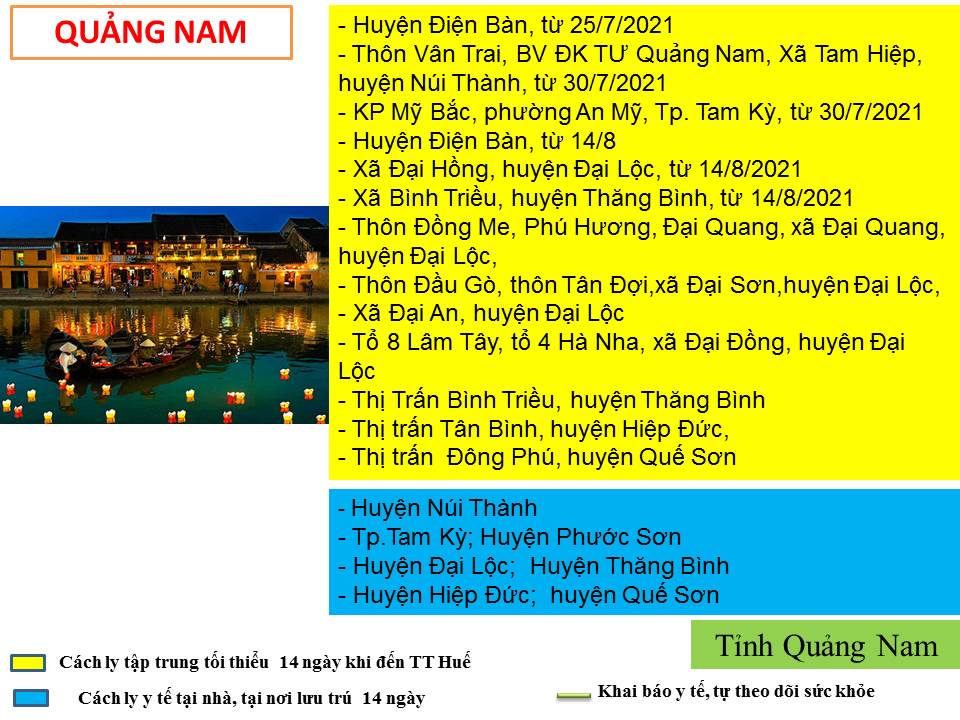 QUẢNG NAM
- Huyện Điện Bàn, từ 25/7/2021
- Thôn Vân Trai, BV ĐK TƯ Quảng Nam, Xã Tam Hiệp,
huyện Núi Thành, từ 30/7/2021
- KP Mỹ Bắc, phường An Mỹ, Tp. Tam Kỳ, từ 30/7/2021
- Huyện Điện Bàn, từ 14/8
- Xã Đại Hồng, huyện Đại Lộc, từ 14/8/2021
- Xã Bình Triều, huyện Thăng Bình, từ 14/8/2021
- Thôn Đồng Me, Phú Hương, Đại Quang, xã Đại Quang,
huyện Đại Lộc,
- Thôn Đầu Gò, thôn Tân Đợi,xã Đại Sơn,huyện Đại Lộc,
- Xã Đại An, huyện Đại Lộc
- Tổ 8 Lâm Tây, tổ 4 Hà Nha, xã Đại Đồng, huyện Đại
Lộc
- Thị Trấn Bình Triều, huyện Thăng Bình
- Thị trấn Tân Bình, huyện Hiệp Đức,
- Thị trấn Đông Phú, huyện Quế Sơn
- Huyện Núi Thành
- Tp.Tam Kỳ; Huyện Phước Sơn
- Huyện Đại Lộc; Huyện Thăng Bình
- Huyện Hiệp Đức; huyện Quế Sơn
Tỉnh Quảng Nam
Cách ly tập trung tối thiểu 14 ngày khi đến TT Huế
Cách ly y tế tại nhà, tại nơi lưu trú 14 ngày
Khai báo y tế, tự theo dõi sức khỏe